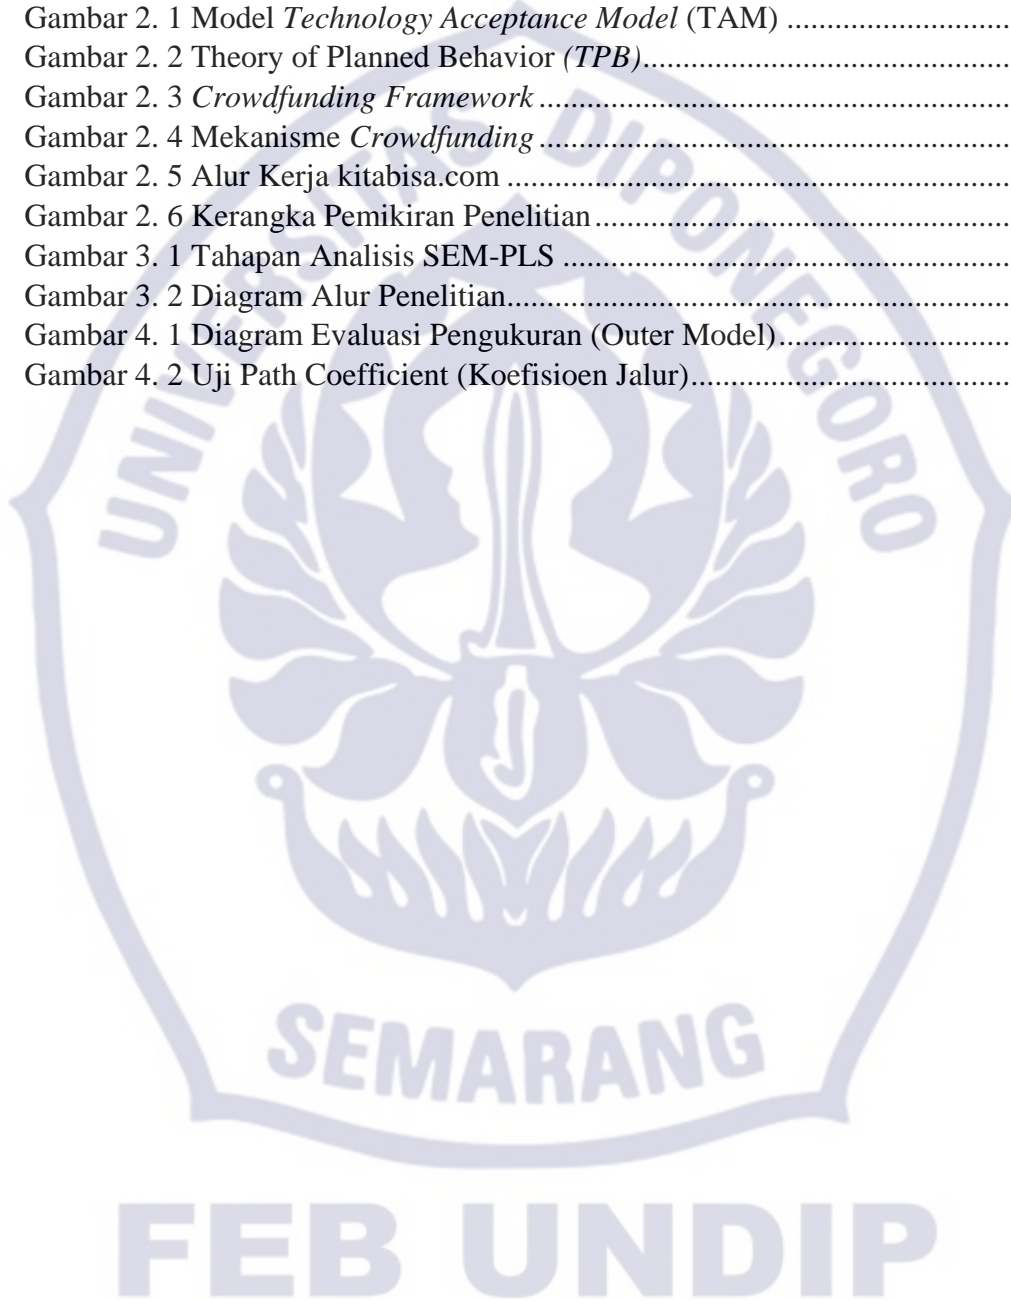 Gambar 2. 1 Model Technology Acceptance Model (TAM) ................................
Gambar 2. 2 Theory of Planned Behavior (TPB)....................................................
Gambar 2. 3 Crowdfunding Framework ..................................................................
Gambar 2. 4 Mekanisme Crowdfunding ..................................................................
Gambar 2. 5 Alur Kerja kitabisa.com .......................................................................
Gambar 2. 6 Kerangka Pemikiran Penelitian...........................................................
Gambar 3. 1 Tahapan Analisis SEM-PLS ...............................................................
Gambar 3. 2 Diagram Alur Penelitian.......................................................................
Gambar 4. 1 Diagram Evaluasi Pengukuran (Outer Model)................................
Gambar 4. 2 Uji Path Coefficient (Koefisioen Jalur)............................................
UNIVERSITAS DIPONEGORO
SEMARANG
FEB UNDIP